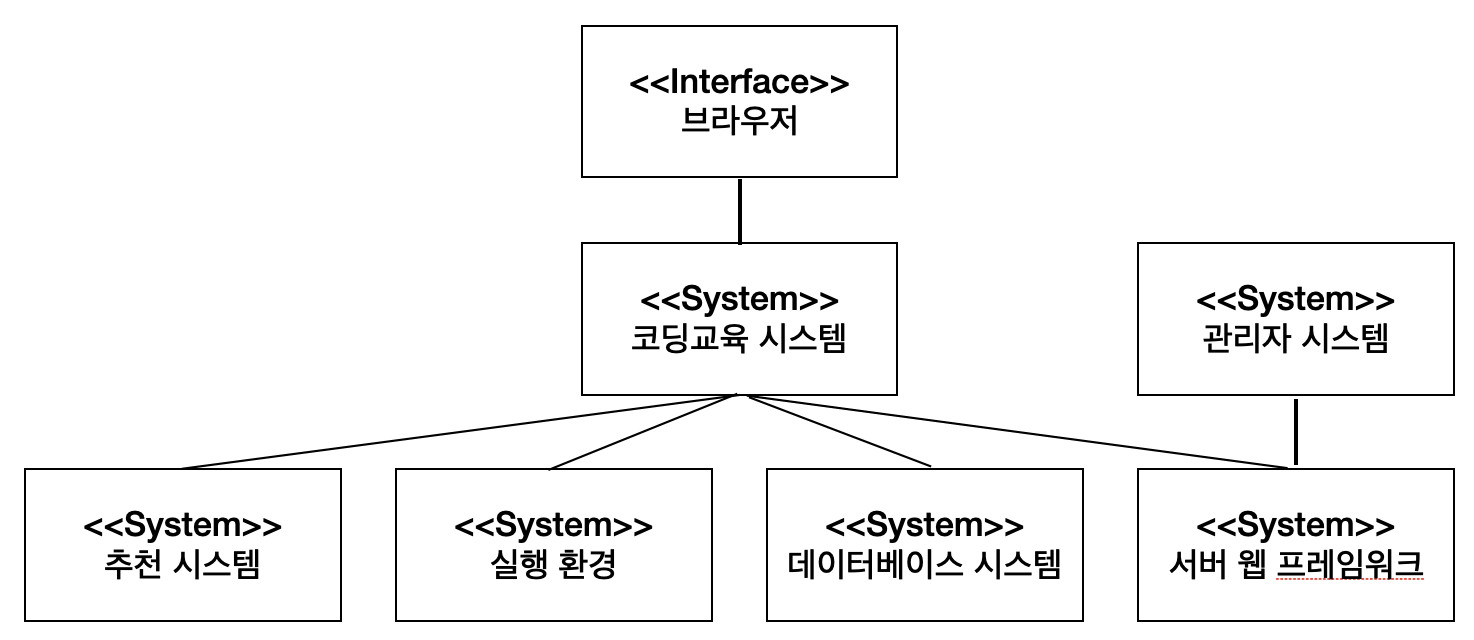 <<Interface>>
브라우저
<<System>>
코딩교육 시스템
<<System>>
관리자 시스템
<<System>>
추천 시스템
<<System>>
실행 환경
<<System>>
데이터베이스 시스템
<<System>>
서버 웹 프레임워크